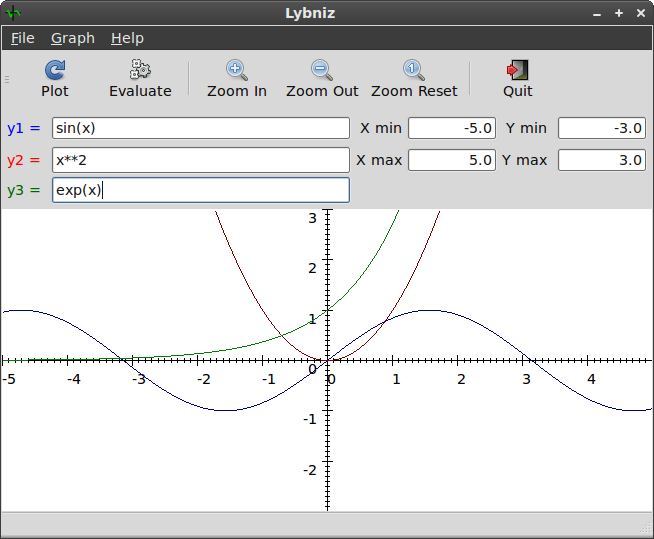 Lybniz
File Graph Help
Plot Evaluate Zoom In Zoom Out Zoom Reset Quit
y1 = sin(x) X min -5.0 Y min -3.0
y2 = x**2 X max 5.0 Y max 3.0
y3 = exp(x)
3
2
1
0
-5 -4 -3 -2 -1 0 1 2 3 4
-1
-2